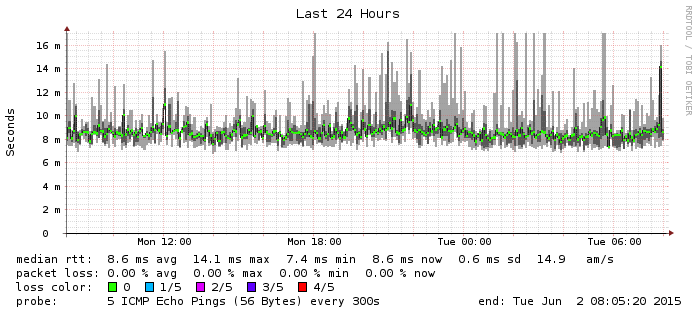 Last 24 Hours
RRDTOOL / TOBI OETIKER
Seconds
16 m
14 m
12 m
10 m
8 m
6 m
4 m
2 m
0
Mon 12:00 Mon 18:00 Tue 00:00 Tue 06:00
median rtt: 8.6 ms avg 14.1 ms max 7.4 ms min 8.6 ms now 0.6 ms sd 14.9 am/s
packet loss: 0.00 % avg 0.00 % max 0.00 % min 0.00 % now
loss color: 0 1/5 2/5 3/5 4/5
probe: 5 ICMP Echo Pings (56 Bytes) every 300s end: Tue Jun 2 08:05:20 2015